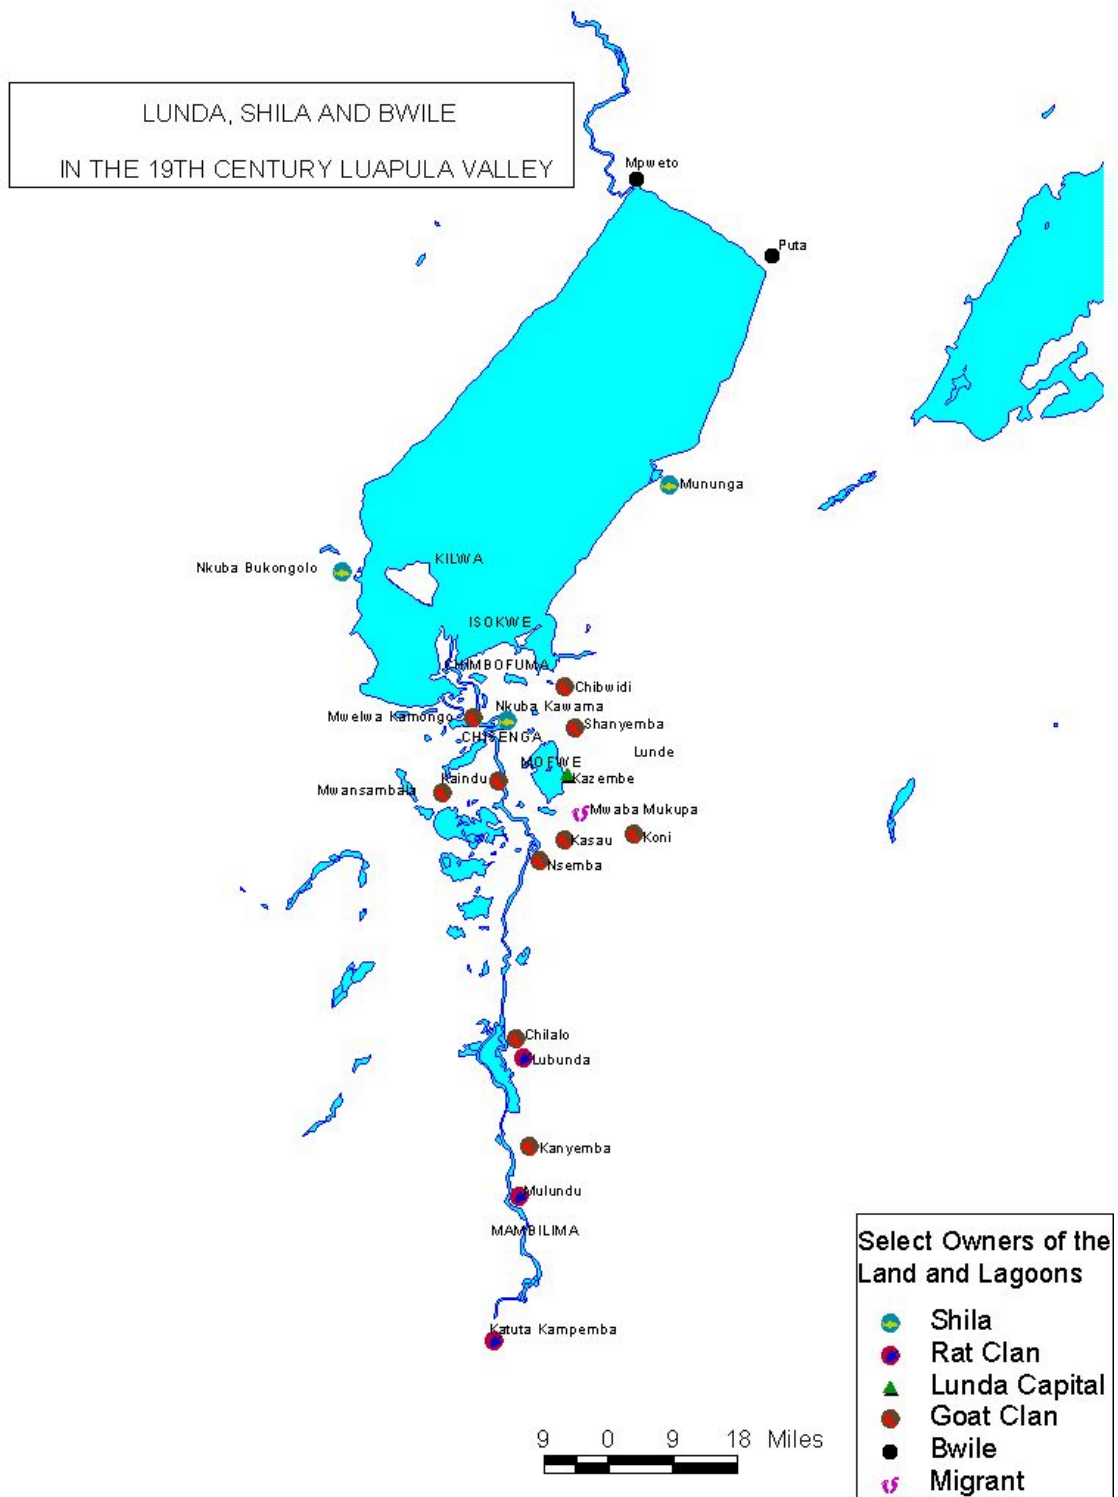 LUNDA, SHILA AND BWILE
IN THE 19TH CENTURY LUAPULA VALLEY
Mpweto
Puta
Mununga
Nkuba Bukongolo
KILWA
ISOKWE
CHIMBOFUMA
Chibwidi
Nkuba Kawama
Mwelwa Kamongo
Shanyemba
CHISENGA
Lunde
MOFWE
Kaindu
Kazembe
Mwansambala
Mwaba Mukupa
Koni
Kasau
Nsemba
Chilalo
Lubunda
Kanyemba
Mulundu
MAMBILIMA
Katuta Kampemba
9 0 9 18 Miles
Select Owners of the
Land and Lagoons
Shila
Rat Clan
Lunda Capital
Goat Clan
Bwile
Migrant